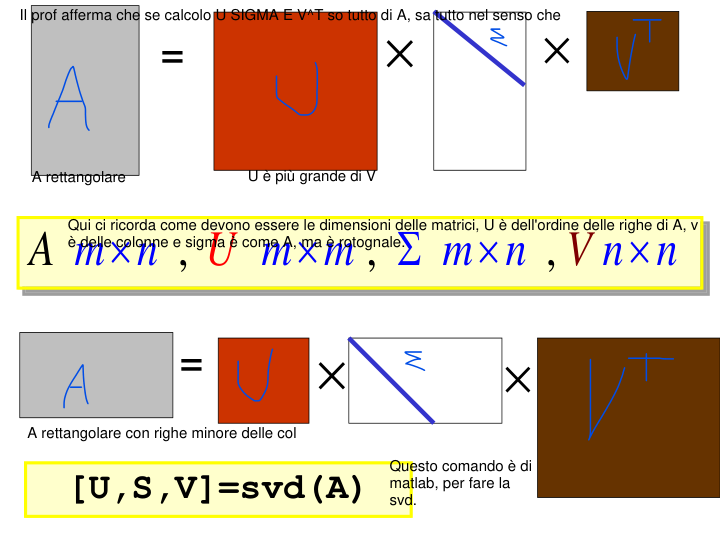 Il prof afferma che se calcolo U SIGMA E V^T so tutto di A, sa tutto nel senso che
A = U × Σ × V^T
A rettangolare
U è più grande di V
Qui ci ricorda come devono essere le dimensioni delle matrici, U è dell'ordine delle righe di A, v
è delle colonne e sigma è come A, ma è rotognale.
A m×n , U m×m , Σ m×n , V n×n
A = U × Σ × V^T
A rettangolare con righe minore delle col
[U,S,V]=svd(A)
Questo comando è di
matlab, per fare la
svd.